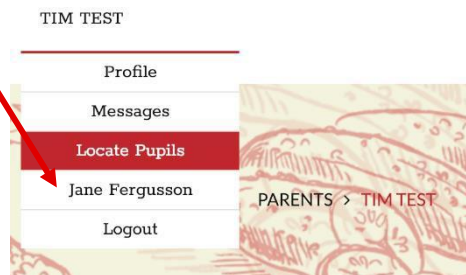 TIM TEST
Profile
Messages
Locate Pupils
Jane Fergusson
Logout
PARENTS > TIM TEST